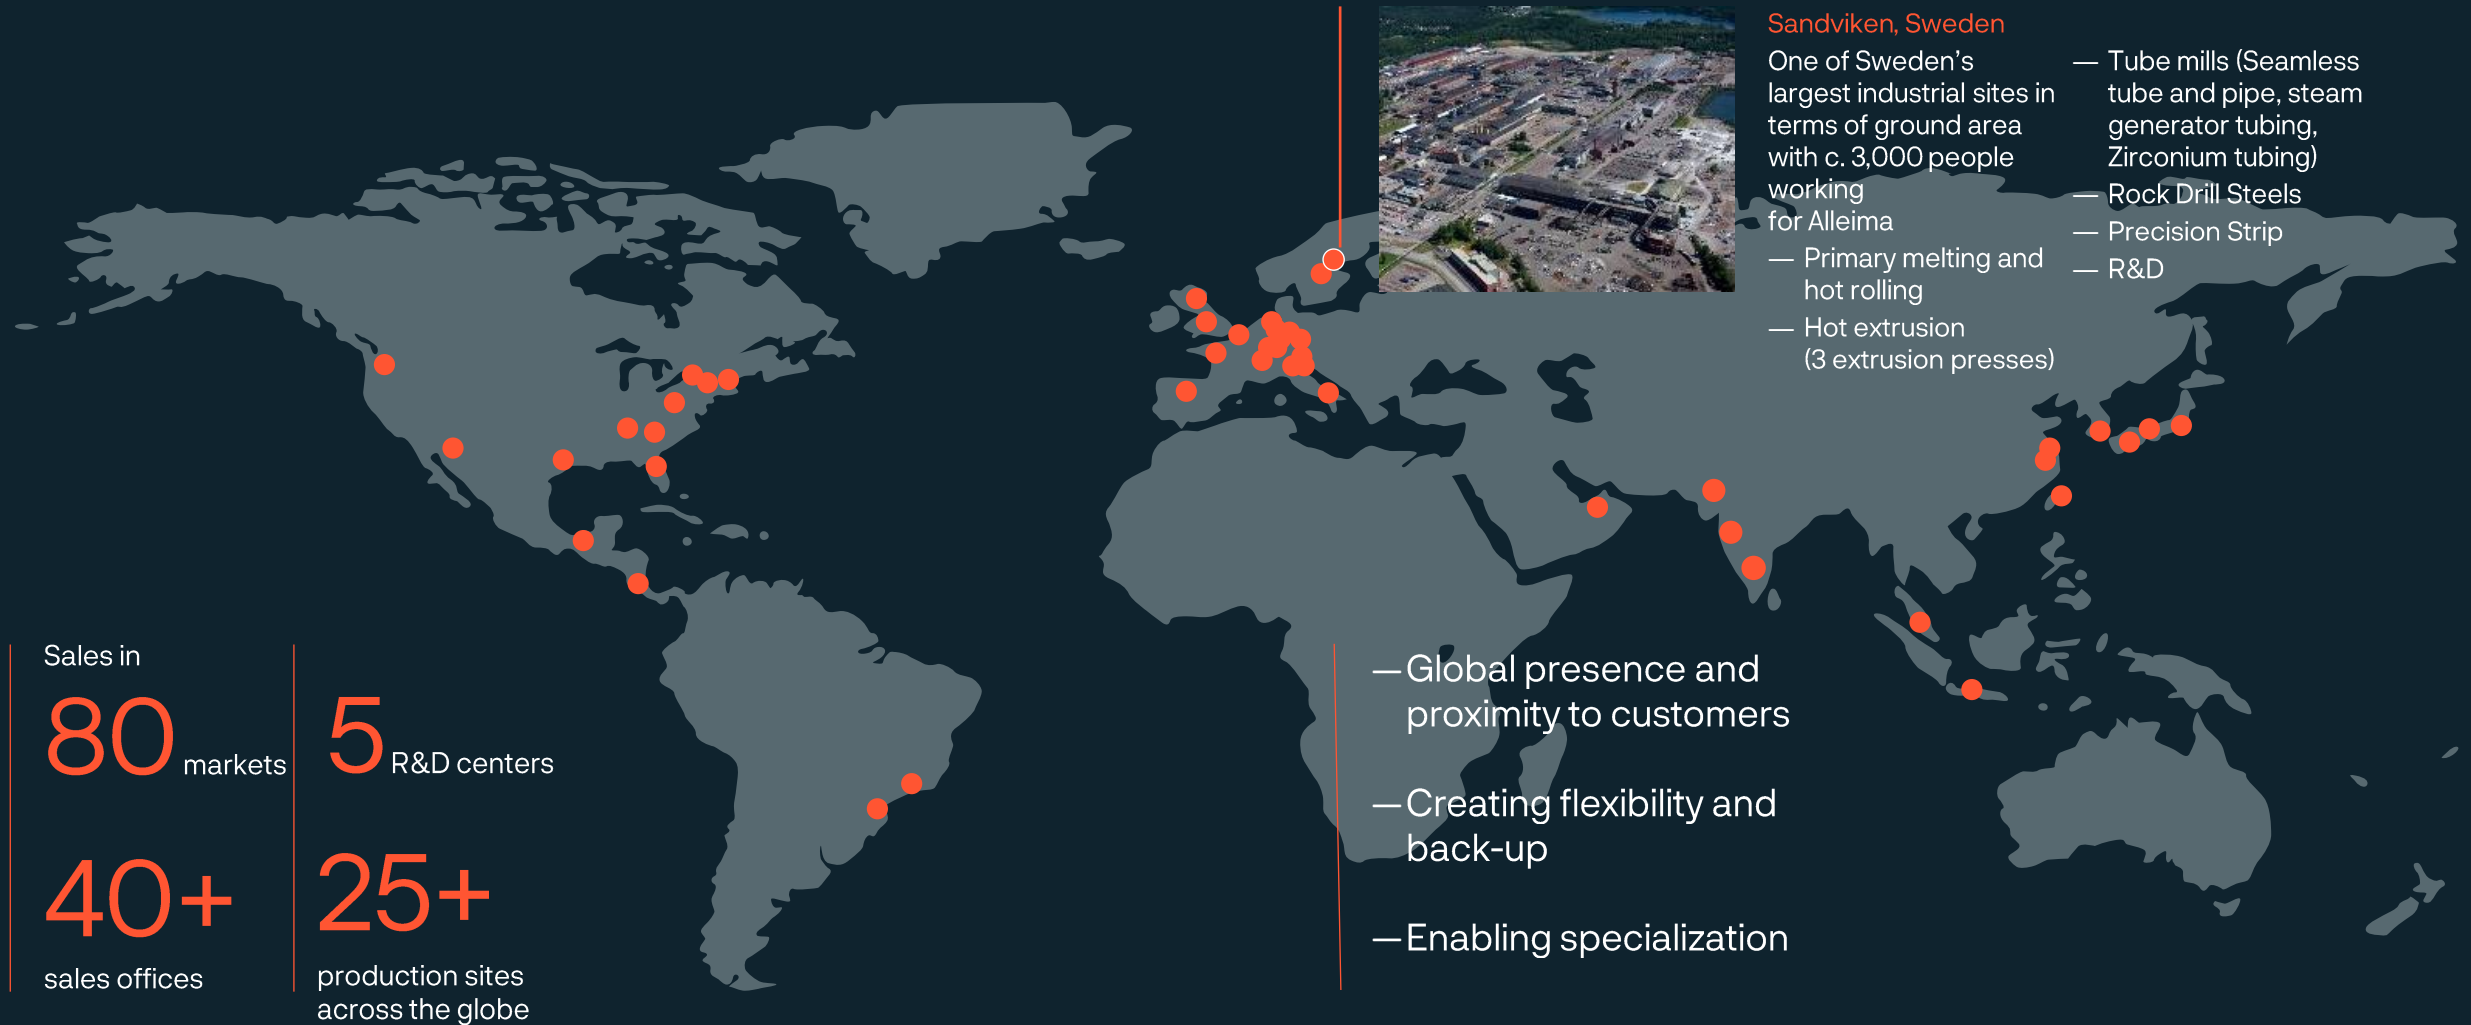 Sandviken, Sweden
One of Sweden's
largest industrial sites in
terms of ground area
with c. 3,000 people
working
for Alleima
— Primary melting and
hot rolling
— Hot extrusion
(3 extrusion presses)
— Tube mills (Seamless
tube and pipe, steam
generator tubing,
Zirconium tubing)
— Rock Drill Steels
— Precision Strip
— R&D
Sales in
80 markets
5 R&D centers
40+
sales offices
25+
production sites
across the globe
— Global presence and
proximity to customers
— Creating flexibility and
back-up
— Enabling specialization